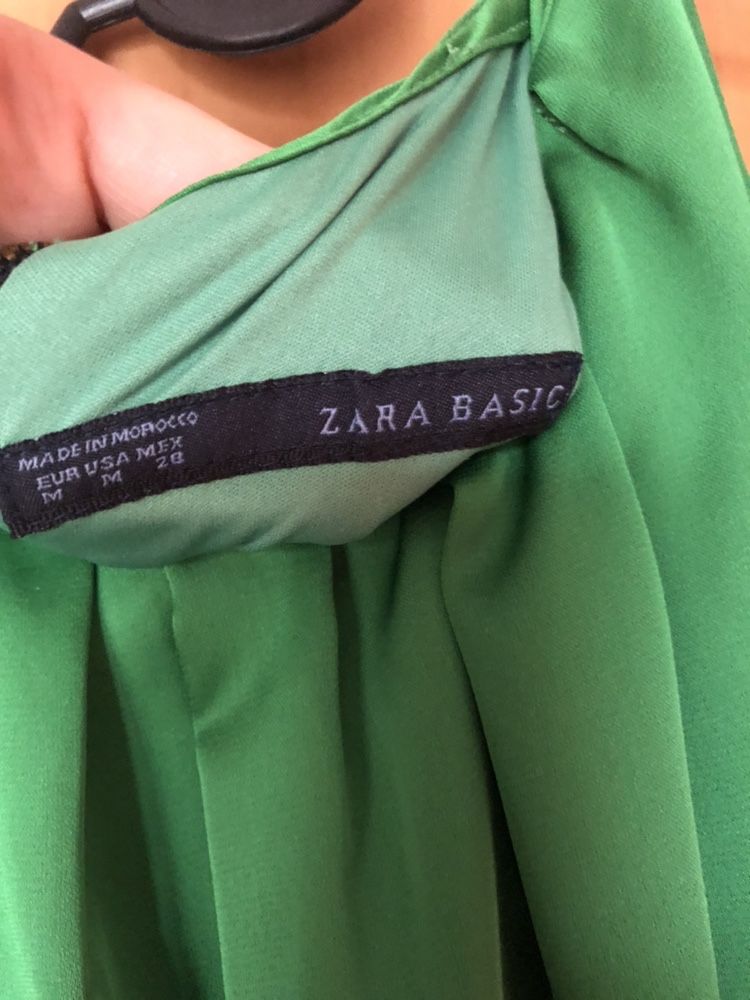 MADE IN MOROCCO
EUR USA MEX
M M 28
ZARA BASIC